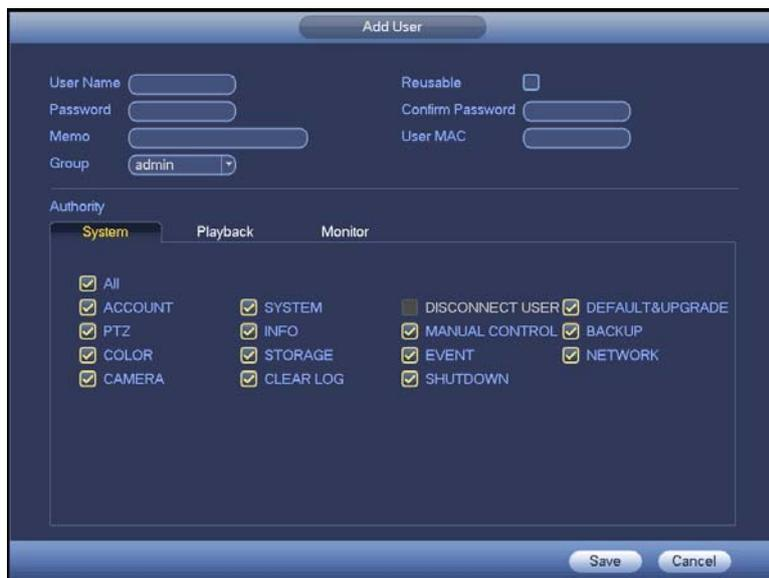 Add User
User Name Reusable
Password Confirm Password
Memo User MAC
Group admin
Authority
System Playback Monitor
All
ACCOUNT SYSTEM DISCONNECT USER DEFAULT&UPGRADE
PTZ INFO MANUAL CONTROL BACKUP
COLOR STORAGE EVENT NETWORK
CAMERA CLEAR LOG SHUTDOWN
Save Cancel